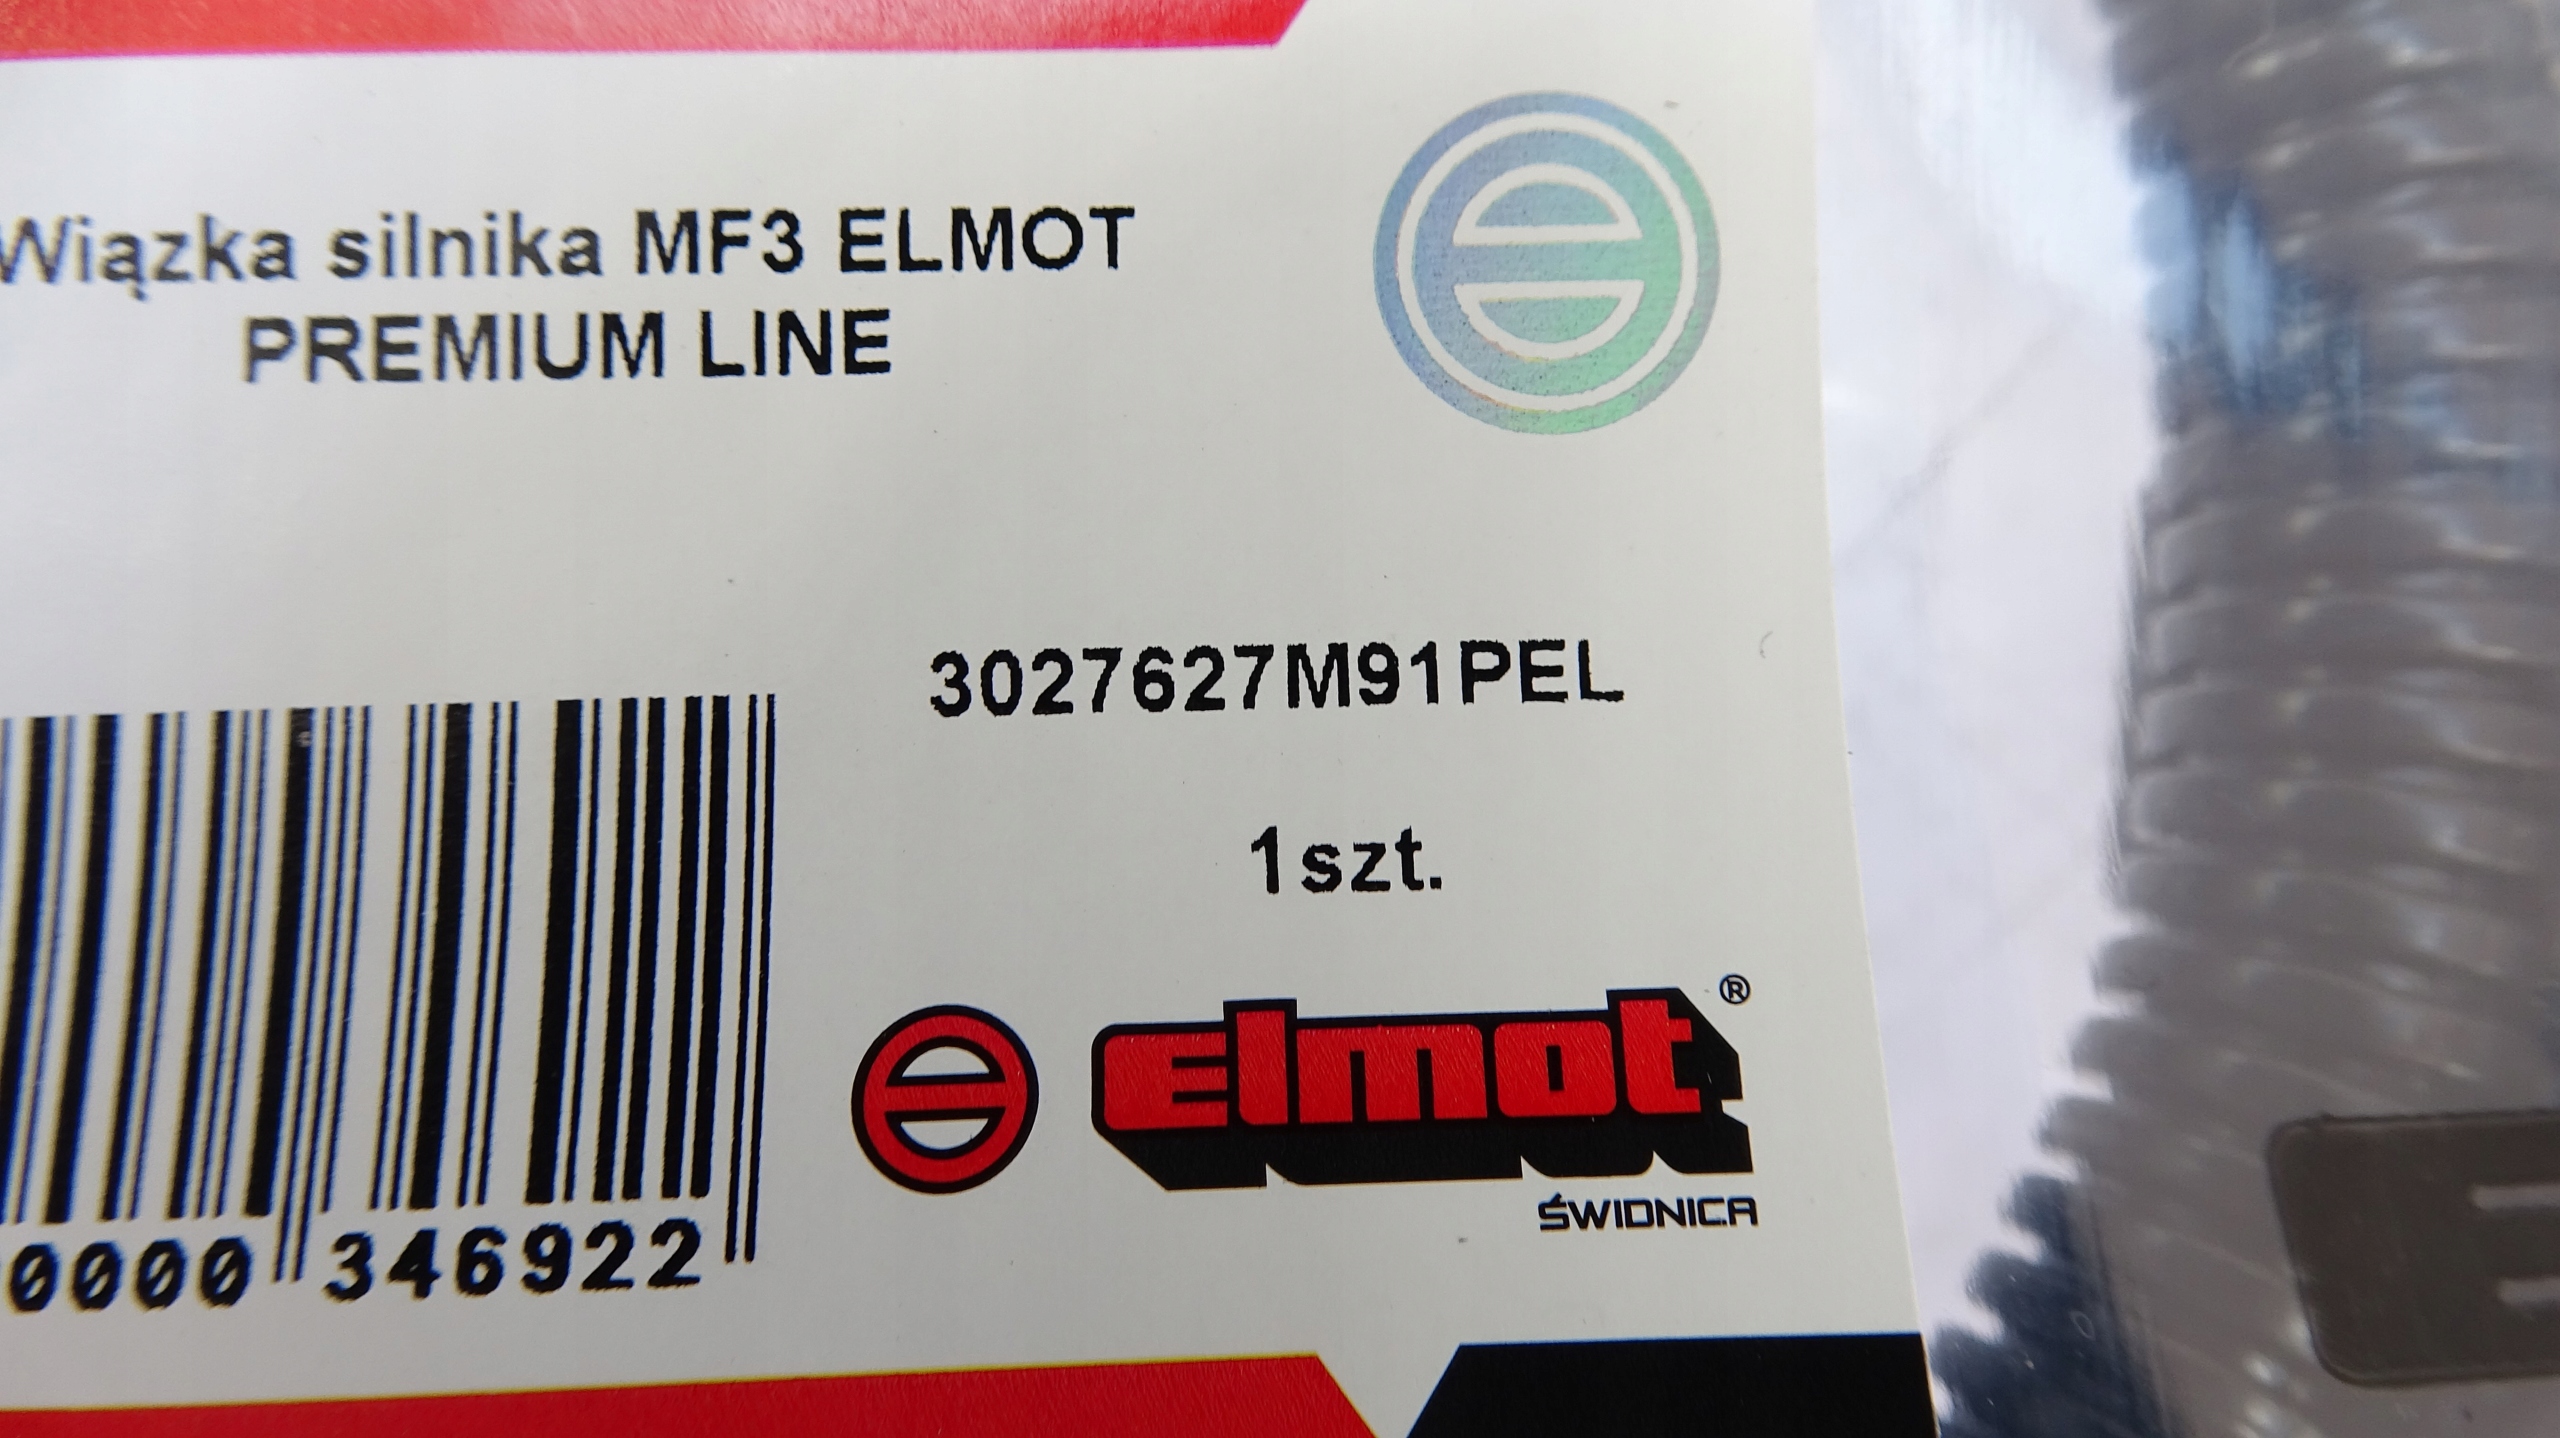 Wiązka silnika MF3 ELMOT
PREMIUM LINE
3027627M91PEL
1szt.
0000 346922
elmot®
ŚWIDNICA